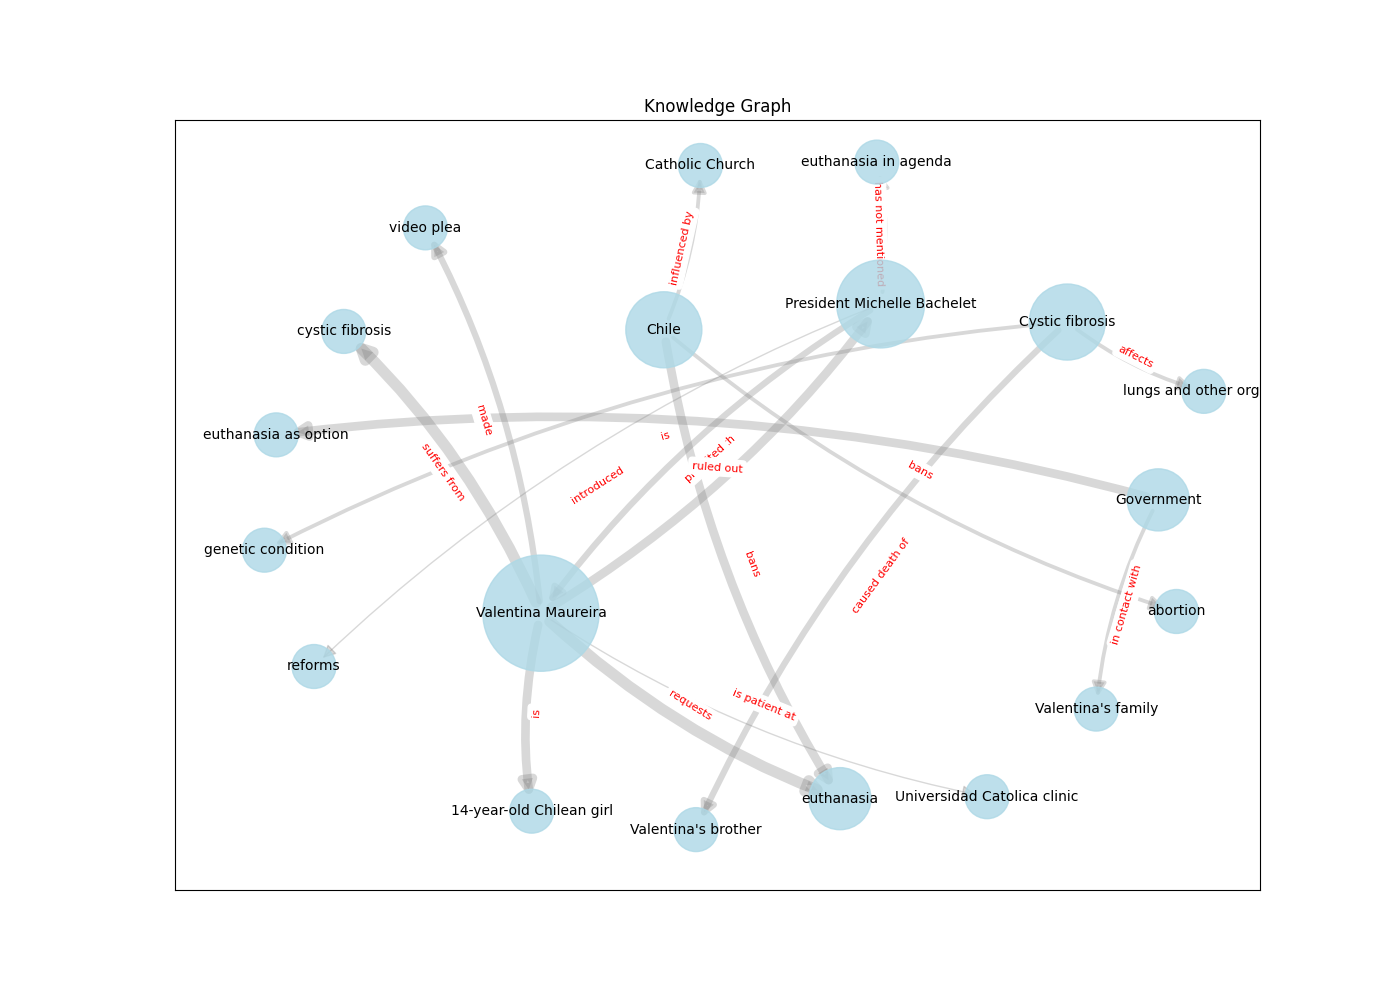 Knowledge Graph
Catholic Church
euthanasia in agenda
has not mentioned
video plea
influenced by
President Michelle Bachelet
Cystic fibrosis
cystic fibrosis
Chile
affects
lungs and other org
made
euthanasia as option
is
suffers from
introduced
ruled out
bans
Government
genetic condition
bans
caused death of
in contact with
Valentina Maureira
abortion
reforms
requests
is patient at
Valentina's family
is
14-year-old Chilean girl
euthanasia
Universidad Catolica clinic
Valentina's brother